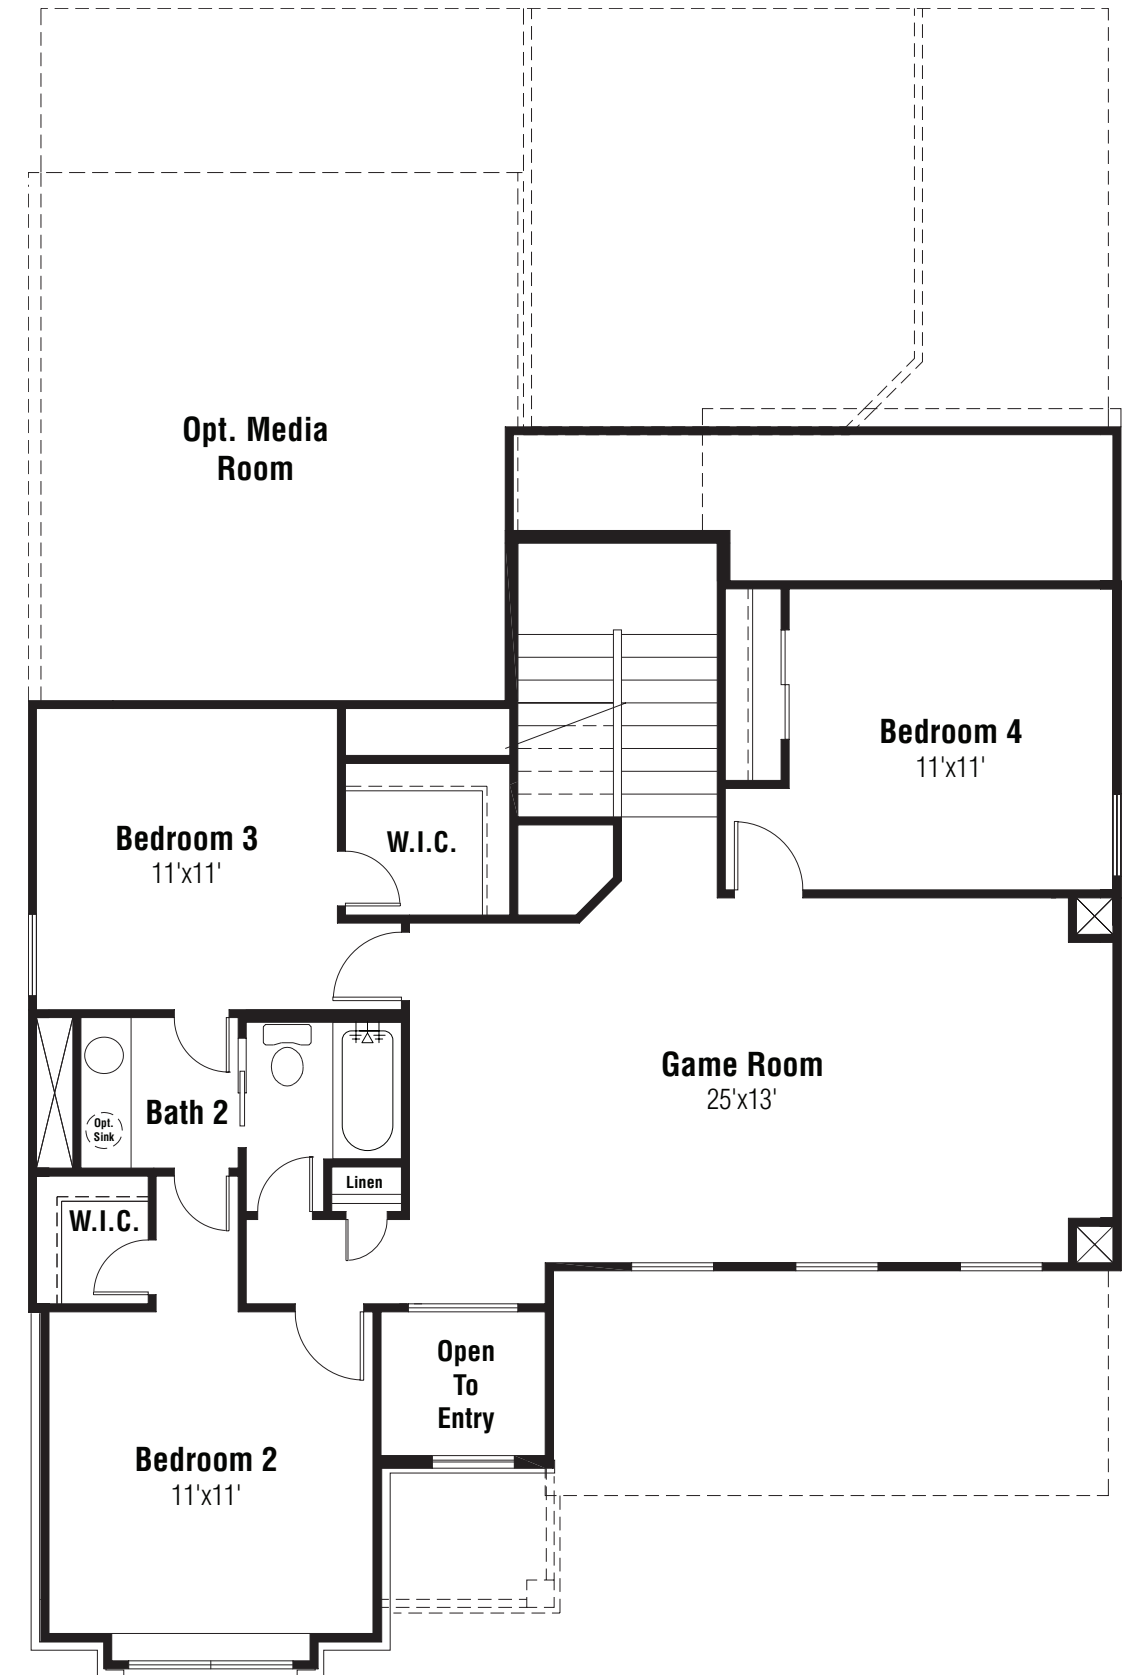 Opt. Media
Room
Bedroom 4
11'x11'
Bedroom 3
11'x11'
W.I.C.
Game Room
25'x13'
Bath 2
Opt.
Sink
Linen
W.I.C.
Open
To
Entry
Bedroom 2
11'x11'